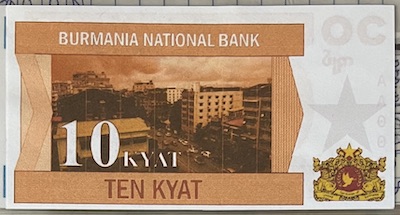 BURMANIA NATIONAL BANK
10 KYAT
TEN KYAT